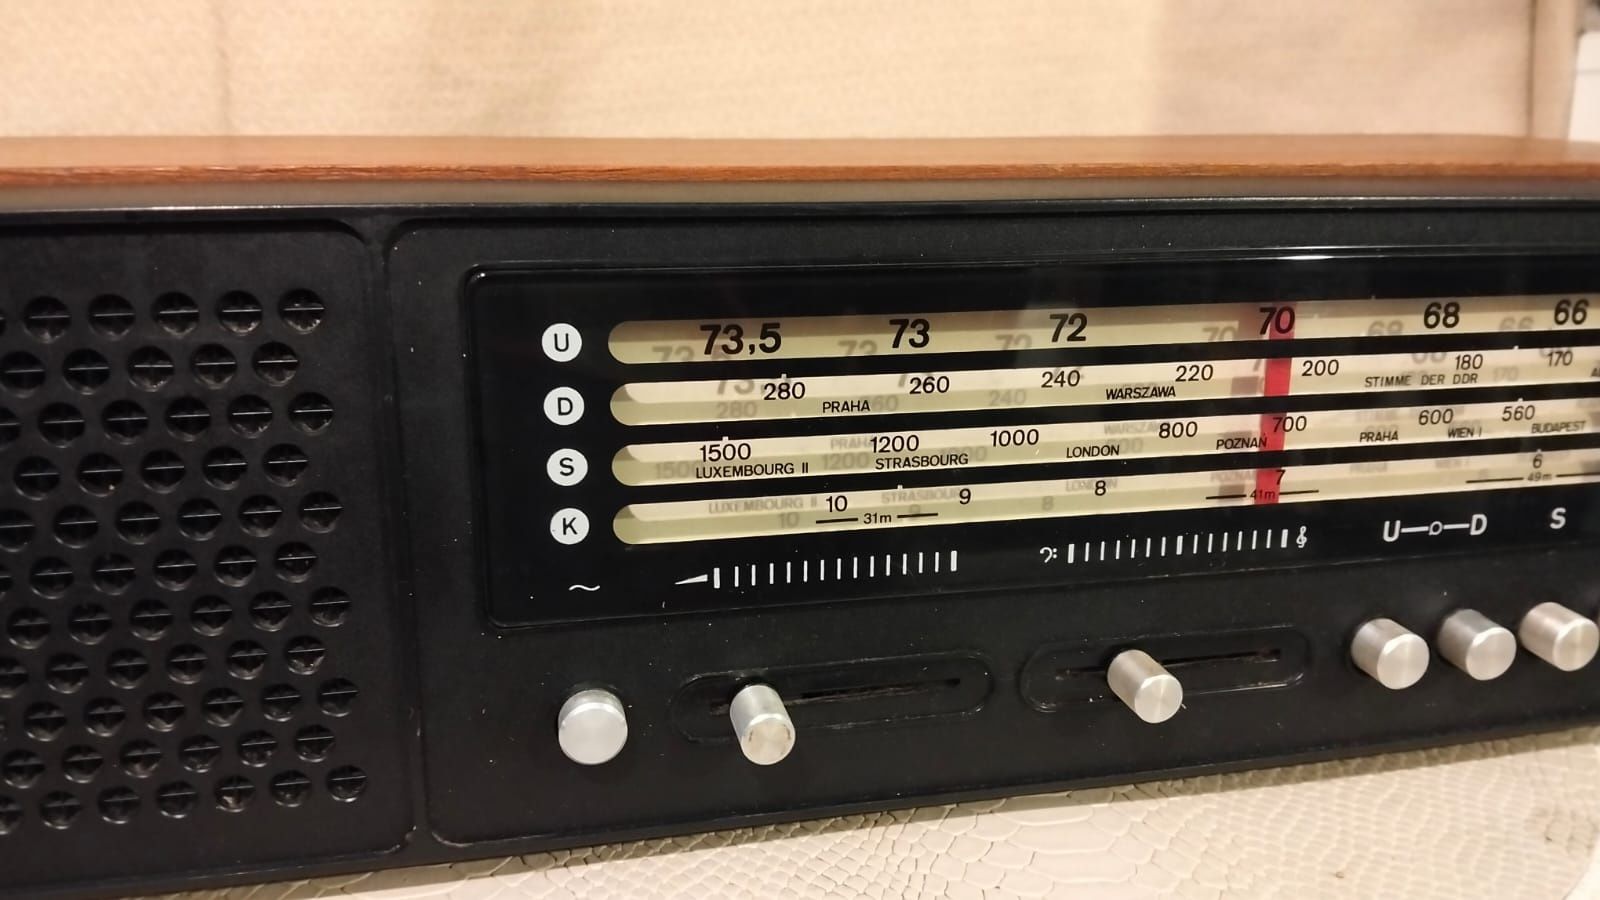 U 73,5 73 72 70 68 66
D 280 260 240 220 200 180 170
PRAHA WARSZAWA STIMME DER DDR
S 1500 1200 1000 800 700 600 560
LUXEMBOURG II STRASBOURG LONDON POZNAŃ PRAHA WIEN I BUDAPEST
K 10 9 8 7 6
31m 41m 49m
U D S